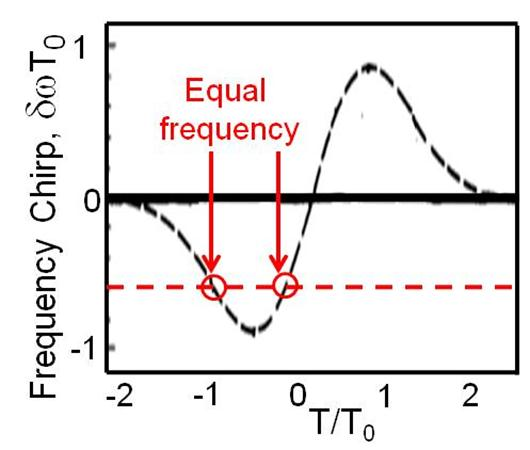 Frequency Chirp, δωT₀
1
0
-1
Equal
frequency
-2 -1 0 1 2
T/T₀